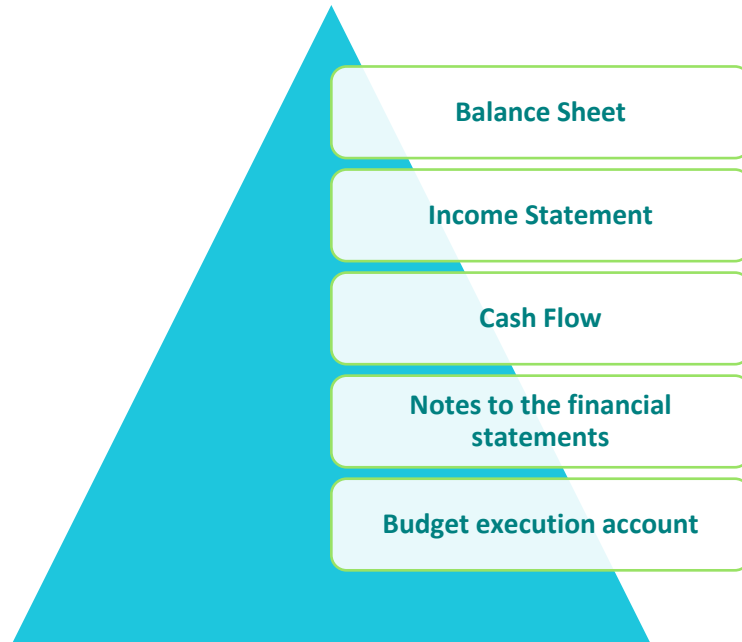 Balance Sheet
Income Statement
Cash Flow
Notes to the financial
statements
Budget execution account